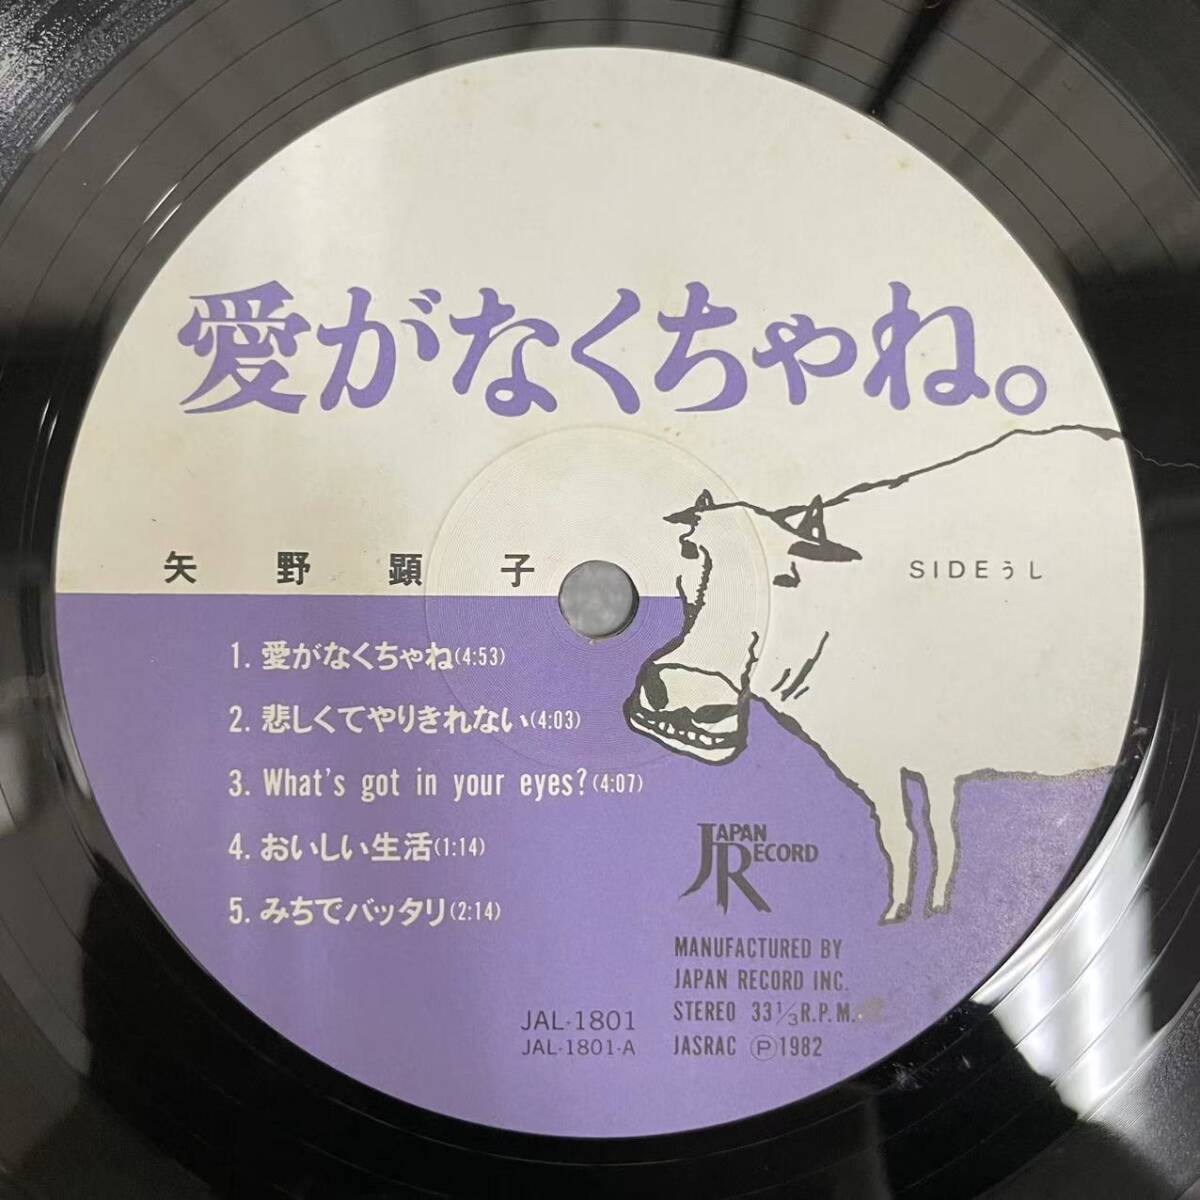 愛がなくちゃね。
矢野顕子
SIDEうし
1. 愛がなくちゃね(4:53)
2. 悲しくてやりきれない(4:03)
3. What's got in your eyes?(4:07)
4. おいしい生活(1:14)
5. みちでバッタリ(2:14)
JAPAN RECORD
MANUFACTURED BY
JAPAN RECORD INC.
STEREO 33⅓R.P.M.
JASRAC Ⓟ1982
JAL-1801
JAL-1801-A